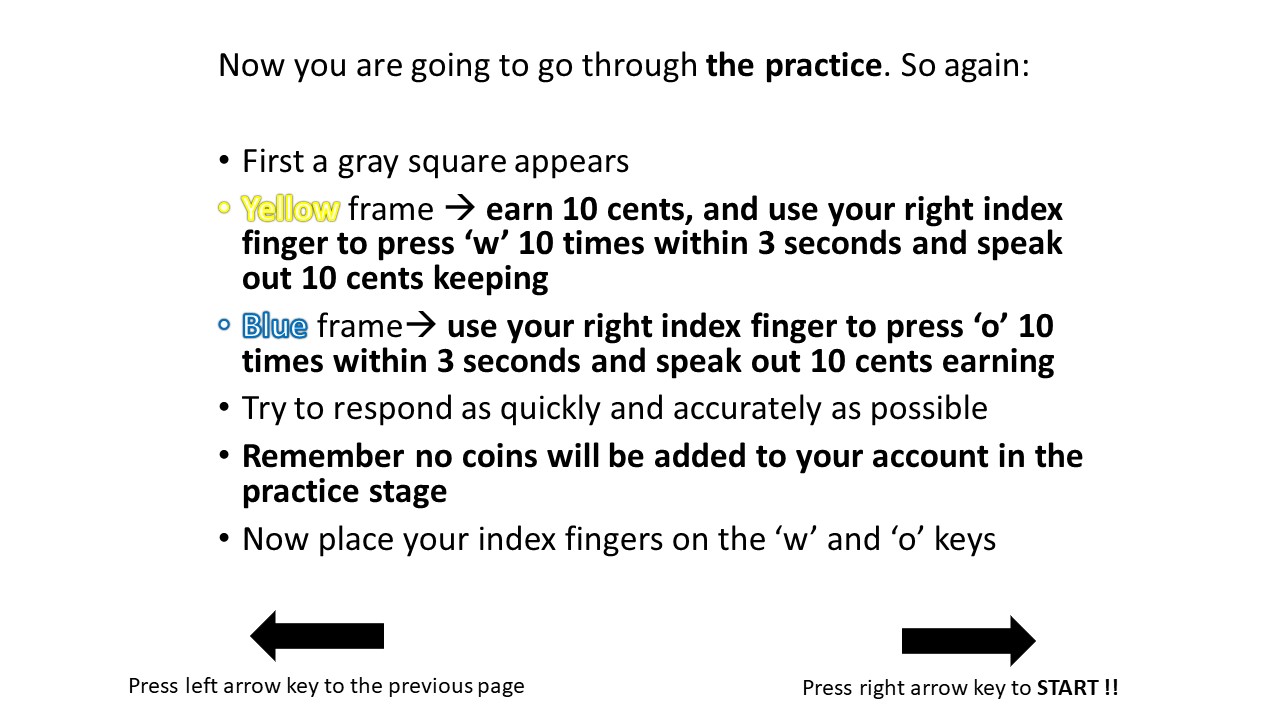 Now you are going to go through the practice. So again:
• First a gray square appears
• Yellow frame → earn 10 cents, and use your right index
finger to press ‘w’ 10 times within 3 seconds and speak
out 10 cents keeping
• Blue frame→ use your right index finger to press ‘o’ 10
times within 3 seconds and speak out 10 cents earning
• Try to respond as quickly and accurately as possible
• Remember no coins will be added to your account in the
practice stage
• Now place your index fingers on the ‘w’ and ‘o’ keys
Press left arrow key to the previous page
Press right arrow key to START !!